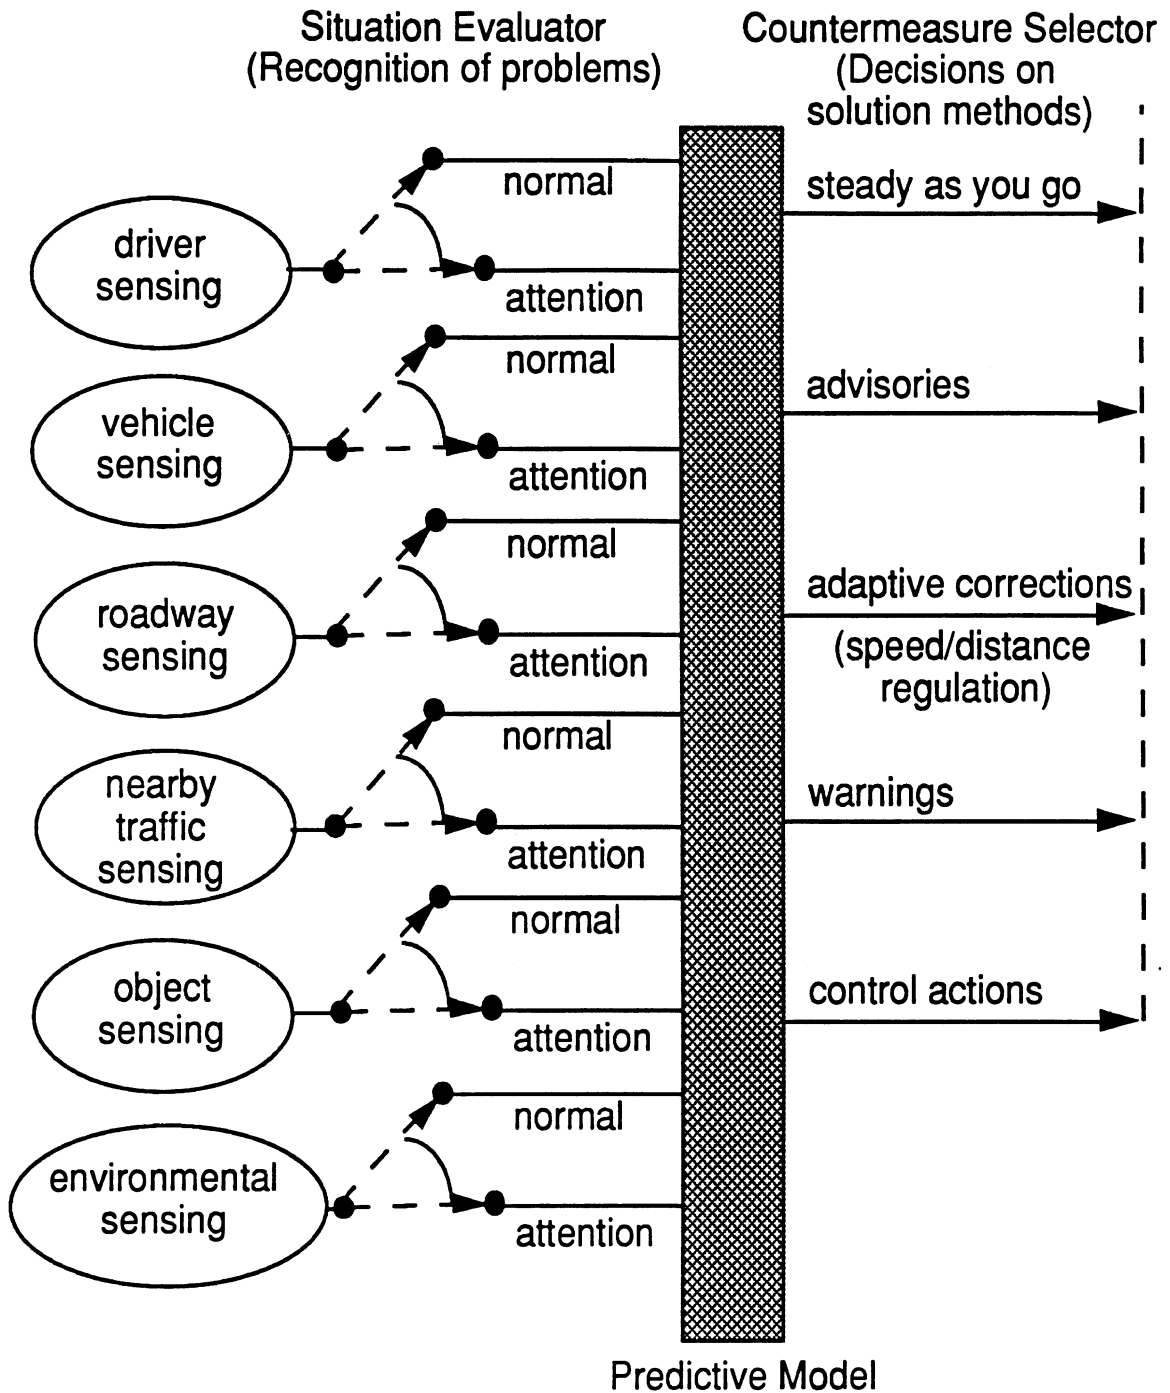 Situation Evaluator
(Recognition of problems)
Countermeasure Selector
(Decisions on
solution methods)
driver
sensing
normal
attention
vehicle
sensing
normal
attention
roadway
sensing
normal
attention
nearby
traffic
sensing
normal
attention
object
sensing
normal
attention
environmental
sensing
normal
attention
steady as you go
advisories
adaptive corrections
(speed/distance
regulation)
warnings
control actions
Predictive Model